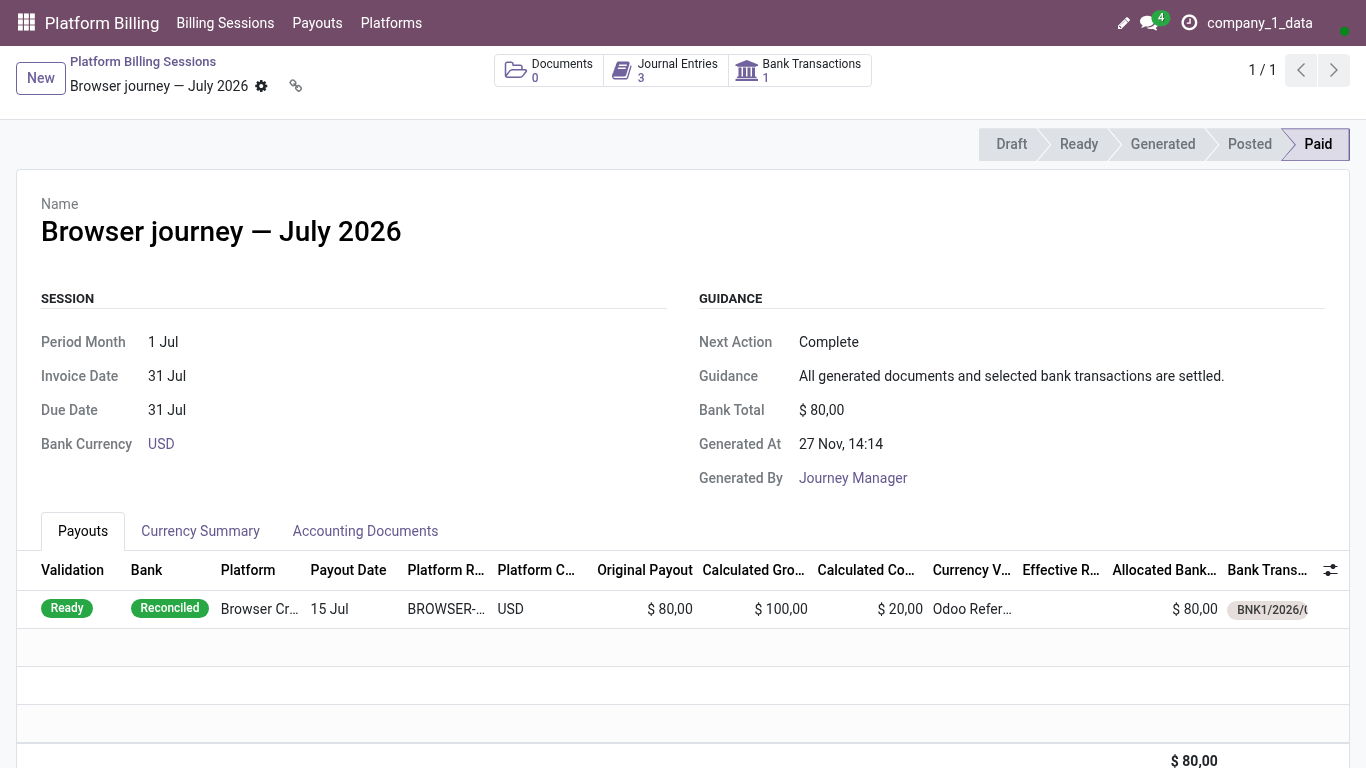 Platform Billing Billing Sessions Payouts Platforms 4 company_1_data
New Platform Billing Sessions
Browser journey — July 2026
Documents 0
Journal Entries 3
Bank Transactions 1
1 / 1
Draft Ready Generated Posted Paid
Name
Browser journey — July 2026
SESSION
Period Month 1 Jul
Invoice Date 31 Jul
Due Date 31 Jul
Bank Currency USD
GUIDANCE
Next Action Complete
Guidance All generated documents and selected bank transactions are settled.
Bank Total $ 80,00
Generated At 27 Nov, 14:14
Generated By Journey Manager
Payouts Currency Summary Accounting Documents
Validation Bank Platform Payout Date Platform R... Platform C... Original Payout Calculated Gro... Calculated Co... Currency V... Effective R... Allocated Bank... Bank Trans...
Ready Reconciled Browser Cr... 15 Jul BROWSER-... USD $ 80,00 $ 100,00 $ 20,00 Odoo Refer... $ 80,00 BNK1/2026/
$ 80,00